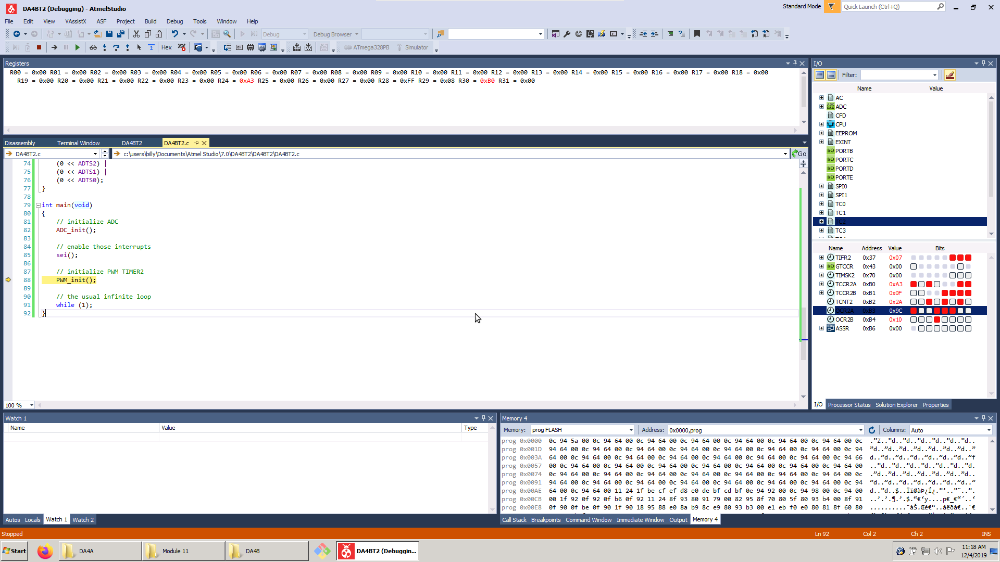 DA4BT2 (Debugging) - AtmelStudio
Standard Mode
Quick Launch (Ctrl+Q)
File Edit View VAssistX ASF Project Build Debug Tools Window Help
Debug Debug Browser
Hex ATmega328PB Simulator
Registers
R00 = 0x00 R01 = 0x00 R02 = 0x00 R03 = 0x00 R04 = 0x00 R05 = 0x00 R06 = 0x00 R07 = 0x00 R08 = 0x00 R09 = 0x00 R10 = 0x00 R11 = 0x00 R12 = 0x00 R13 = 0x00 R14 = 0x00 R15 = 0x00 R16 = 0x00 R17 = 0x00 R18 = 0x00
R19 = 0x00 R20 = 0x00 R21 = 0x00 R22 = 0x00 R23 = 0x00 R24 = 0xA3 R25 = 0x00 R26 = 0x00 R27 = 0x00 R28 = 0xFF R29 = 0x08 R30 = 0xB0 R31 = 0x00
Disassembly Terminal Window DA4BT2 DA4BT2.c
DA4BT2.c c:\users\billy\Documents\Atmel Studio\7.0\DA4BT2\DA4BT2\DA4BT2.c Go
74 (0 << ADTS2) |
75 (0 << ADTS1) |
76 (0 << ADTS0);
77 }
78
79 int main(void)
80 {
81 // initialize ADC
82 ADC_init();
83
84 // enable those interrupts
85 sei();
86
87 // initialize PWM TIMER2
88 PWM_init();
89
90 // the usual infinite loop
91 while (1);
92 }
100 %
I/O
Filter:
Name Value
AC
ADC
CFD
CPU
EEPROM
EXINT
PORTB
PORTC
PORTD
PORTE
SPI0
SPI1
TC0
TC1
TC2
TC3
Name Address Value Bits
TIFR2 0x37 0x07
GTCCR 0x43 0x00
TIMSK2 0x70 0x00
TCCR2A 0xB0 0xA3
TCCR2B 0xB1 0x0F
TCNT2 0xB2 0x2A
OCR2A 0xB3 0x9C
OCR2B 0xB4 0x10
ASSR 0xB6 0x00
I/O Processor Status Solution Explorer Properties
Watch 1
Name Value Type
Autos Locals Watch 1 Watch 2
Memory 4
Memory: prog FLASH Address: 0x0000,prog Columns: Auto
prog 0x0000 0c 94 5a 00 0c 94 64 00 0c 94 64 00 0c 94 64 00 0c 94 64 00 0c 94 64 00 0c 94 64 00 0c
prog 0x001D 94 64 00 0c 94 64 00 0c 94 64 00 0c 94 64 00 0c 94 64 00 0c 94 64 00 0c 94 64 00 0c 94
prog 0x003A 64 00 0c 94 64 00 0c 94 64 00 0c 94 64 00 0c 94 64 00 0c 94 64 00 0c 94 64 00 0c 94 66
prog 0x0057 00 0c 94 64 00 0c 94 64 00 0c 94 64 00 0c 94 64 00 0c 94 64 00 0c 94 64 00 0c 94 64 00
prog 0x0074 0c 94 64 00 0c 94 64 00 0c 94 64 00 0c 94 64 00 0c 94 64 00 0c 94 64 00 0c 94 64 00 0c
prog 0x0091 94 64 00 0c 94 64 00 0c 94 64 00 0c 94 64 00 0c 94 64 00 0c 94 64 00 0c 94 64 00 0c 94
prog 0x00AE 64 00 0c 94 64 00 11 24 1f be cf ef d8 e0 de bf cd bf 0e 94 92 00 0c 94 98 00 0c 94 00
prog 0x00CB 00 1f 92 0f 92 0f b6 0f 92 11 24 8f 93 80 91 79 00 82 95 8f 70 80 5f 80 93 b4 00 8f 91
prog 0x00E8 0f 90 0f be 0f 90 1f 90 18 95 88 e0 8a b9 8c e9 80 93 b3 00 e1 eb f0 e0 80 81 8f 60 80
Call Stack Breakpoints Command Window Immediate Window Output Memory 4
Stopped Ln 92 Col 2 Ch 2 INS
Start DA4A Module 11 DA4B DA4BT2 (Debuggin...
11:18 AM
12/4/2019